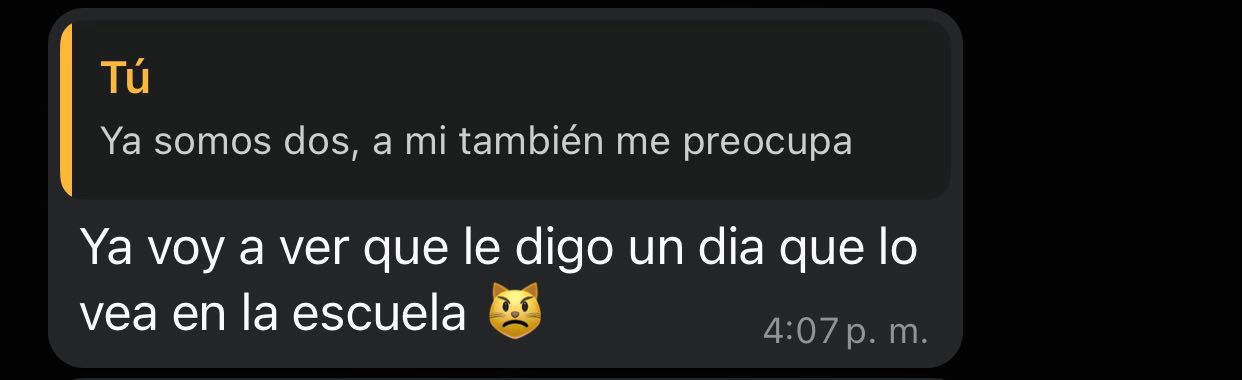 Tú
Ya somos dos, a mi también me preocupa
Ya voy a ver que le digo un dia que lo
vea en la escuela 😾
4:07 p. m.